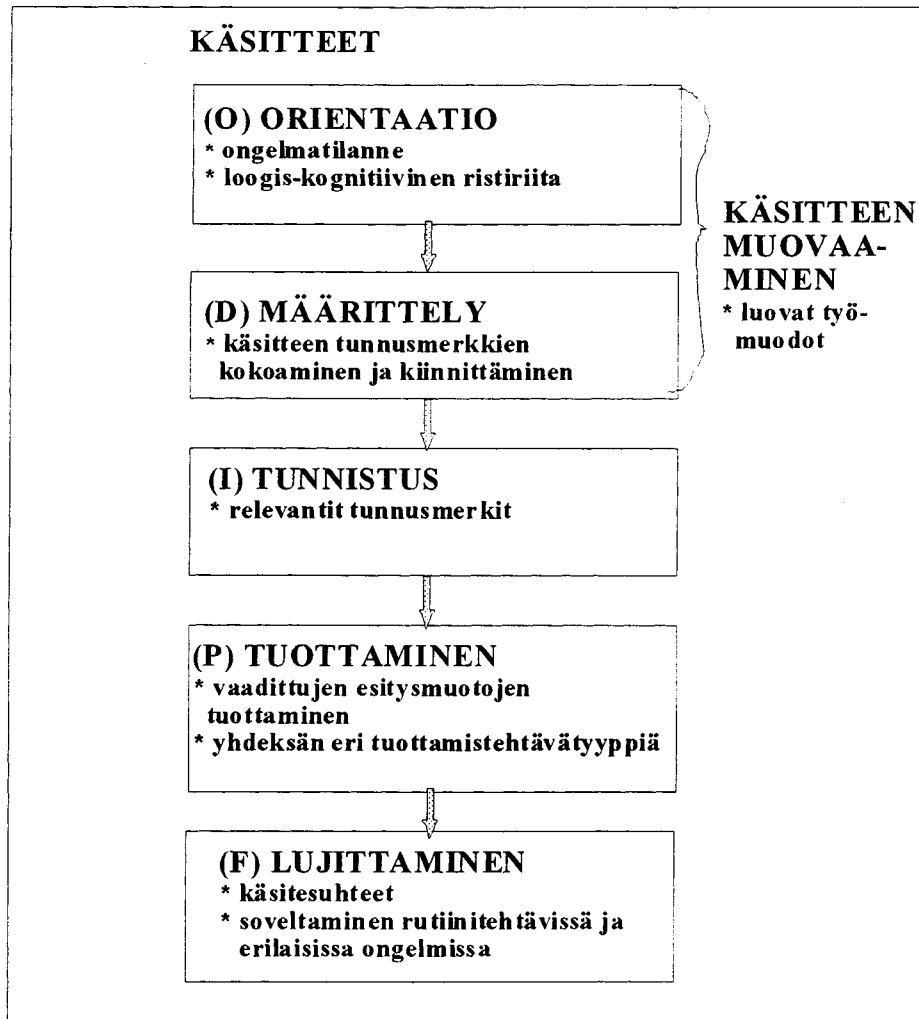 KÄSITTEET
(O) ORIENTAATIO
* ongelmatilanne
* loogis-kognitiivinen ristiriita
KÄSITTEEN
MUOVAA-
MINEN
* luovat työ-
muodot
(D) MÄÄRITTELY
* käsitteen tunnusmerkkien
kokoaminen ja kiinnittäminen
(I) TUNNISTUS
* relevantit tunnusmerkit
(P) TUOTTAMINEN
* vaadittujen esitysmuotojen
tuottaminen
* yhdeksän eri tuottamistehtävätyyppiä
(F) LUJITTAMINEN
* käsitesuhteet
* soveltaminen rutiinitehtävissä ja
erilaisissa ongelmissa